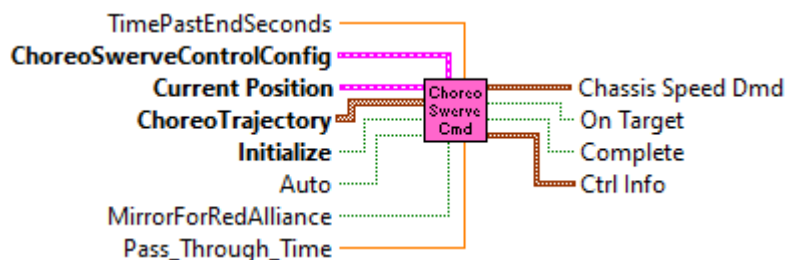 TimePastEndSeconds
ChoreoSwerveControlConfig
Current Position
ChoreoTrajectory
Initialize
Auto
MirrorForRedAlliance
Pass_Through_Time
Choreo
Swerve
Cmd
Chassis Speed Dmd
On Target
Complete
Ctrl Info